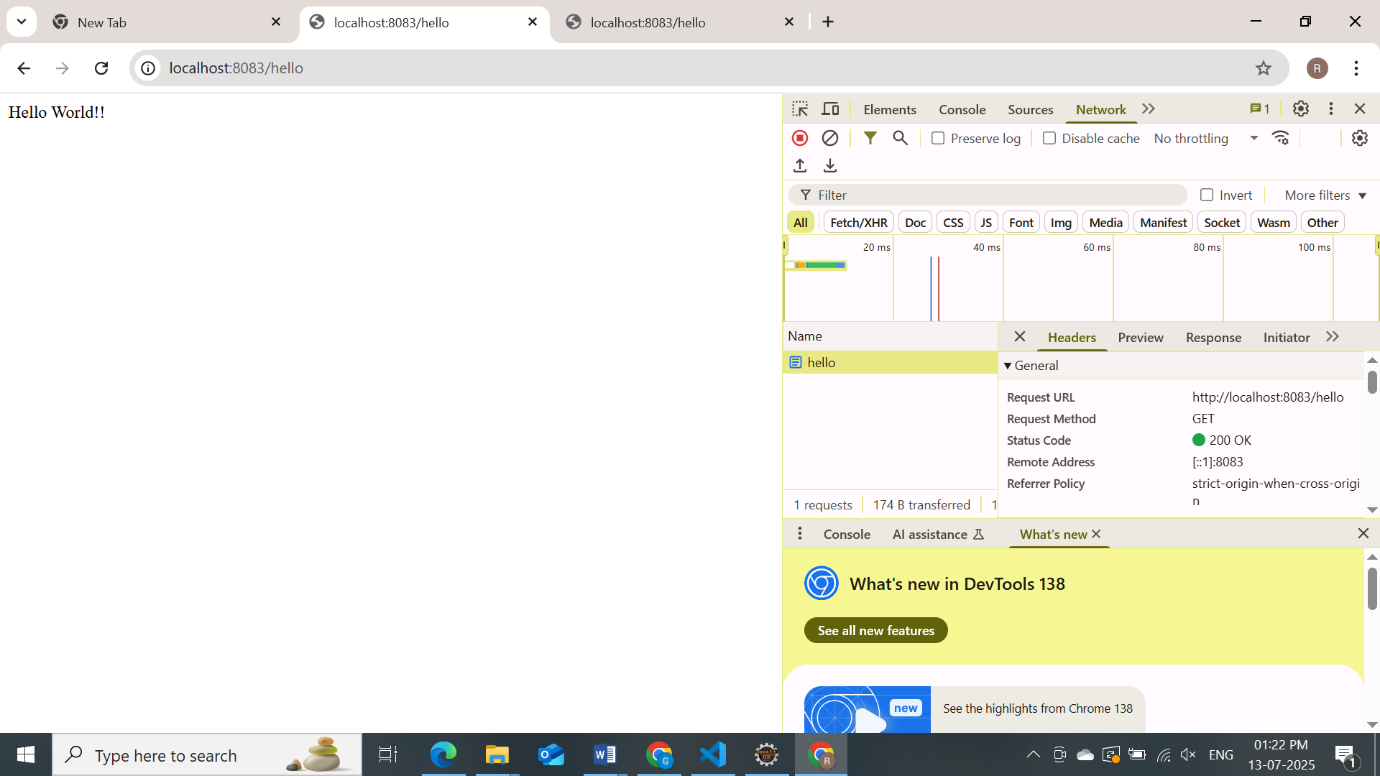 New Tab
localhost:8083/hello
localhost:8083/hello
localhost:8083/hello
R
Hello World!!
Elements Console Sources Network 1
Preserve log Disable cache No throttling
Filter Invert More filters
All Fetch/XHR Doc CSS JS Font Img Media Manifest Socket Wasm Other
20 ms 40 ms 60 ms 80 ms 100 ms
Name
hello
1 requests 174 B transferred 1
Headers Preview Response Initiator
General
Request URL http://localhost:8083/hello
Request Method GET
Status Code 200 OK
Remote Address [::1]:8083
Referrer Policy strict-origin-when-cross-origi
n
Console AI assistance What's new
What's new in DevTools 138
See all new features
new
See the highlights from Chrome 138
Type here to search
G
R
ENG
01:22 PM
13-07-2025
1